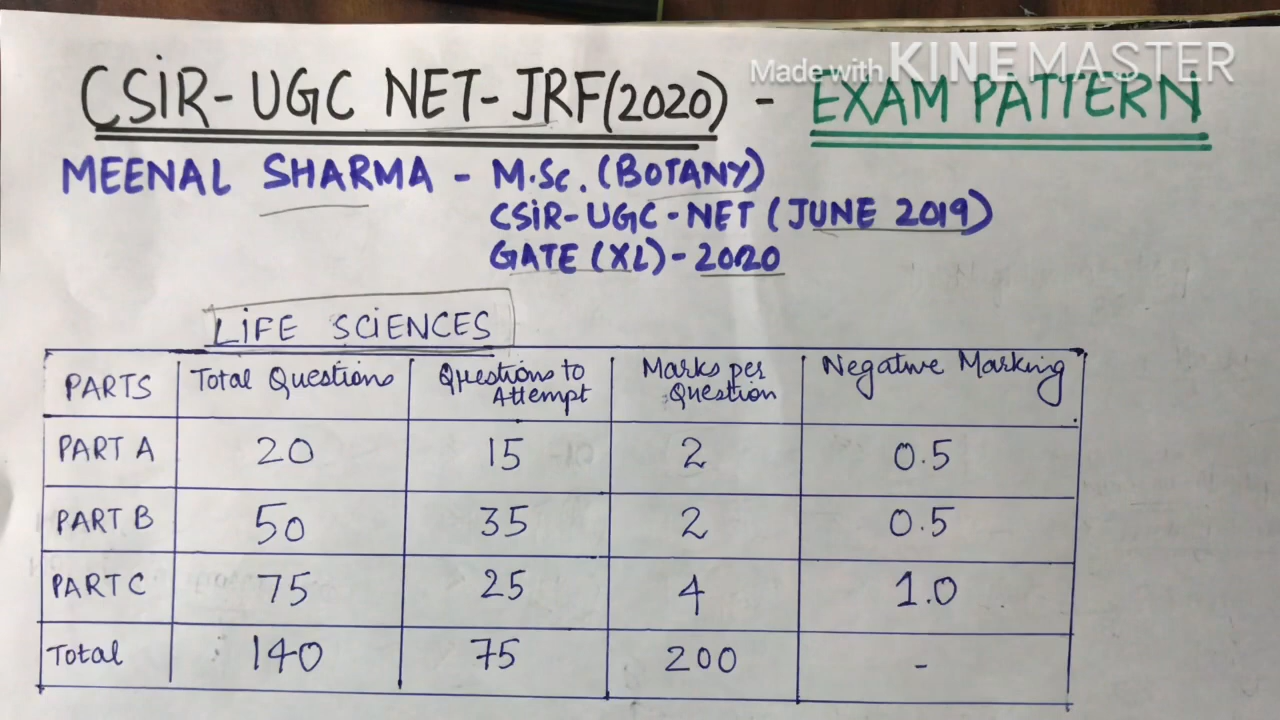 Made with KINEMASTER
CSiR-UGC NET-JRF(2020) - EXAM PATTERN
MEENAL SHARMA - M.Sc. (BOTANY)
CSiR-UGC-NET (JUNE 2019)
GATE (XL)-2020
LiFE SCiENCES
PARTS Total Questions Questions to Attempt Marks per Question Negative Marking
PART A 20 15 2 0.5
PART B 50 35 2 0.5
PART C 75 25 4 1.0
Total 140 75 200 -